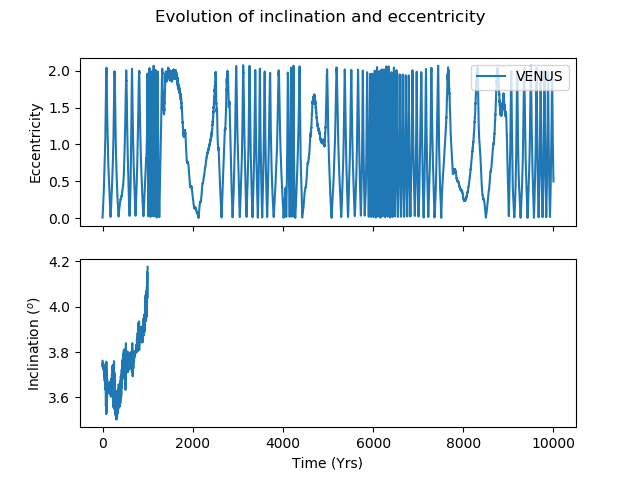 Evolution of inclination and eccentricity
VENUS
Eccentricity
2.0
1.5
1.0
0.5
0.0
Inclination (°)
4.2
4.0
3.8
3.6
0 2000 4000 6000 8000 10000
Time (Yrs)